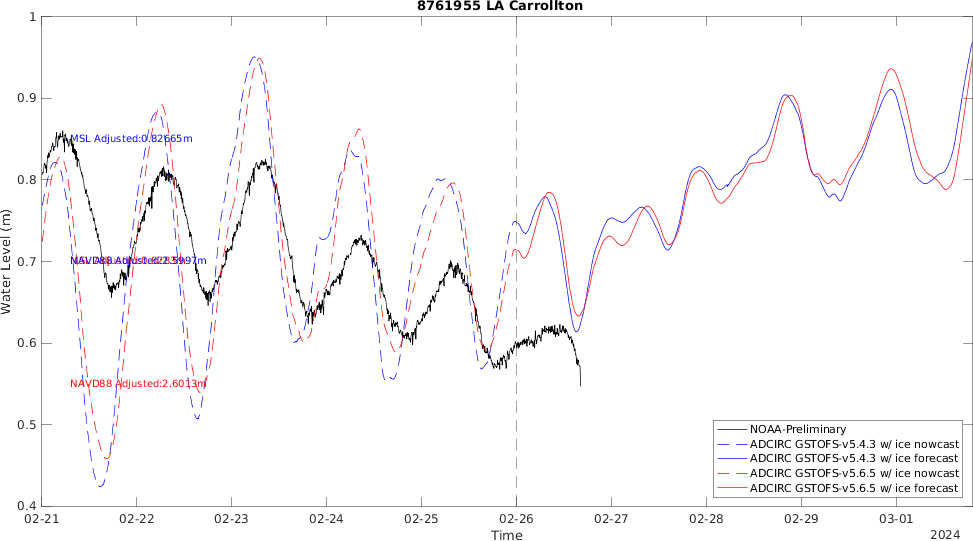 8761955 LA Carrollton
1
0.9
0.8
0.7
0.6
0.5
0.4
Water Level (m)
MSL Adjusted:0.82665m
NAVD88 Adjusted:2.5997m
NAVD88 Adjusted:2.6013m
02-21
02-22
02-23
02-24
02-25
02-26
02-27
02-28
02-29
03-01
Time
2024
NOAA-Preliminary
ADCIRC GSTOFS-v5.4.3 w/ ice nowcast
ADCIRC GSTOFS-v5.4.3 w/ ice forecast
ADCIRC GSTOFS-v5.6.5 w/ ice nowcast
ADCIRC GSTOFS-v5.6.5 w/ ice forecast